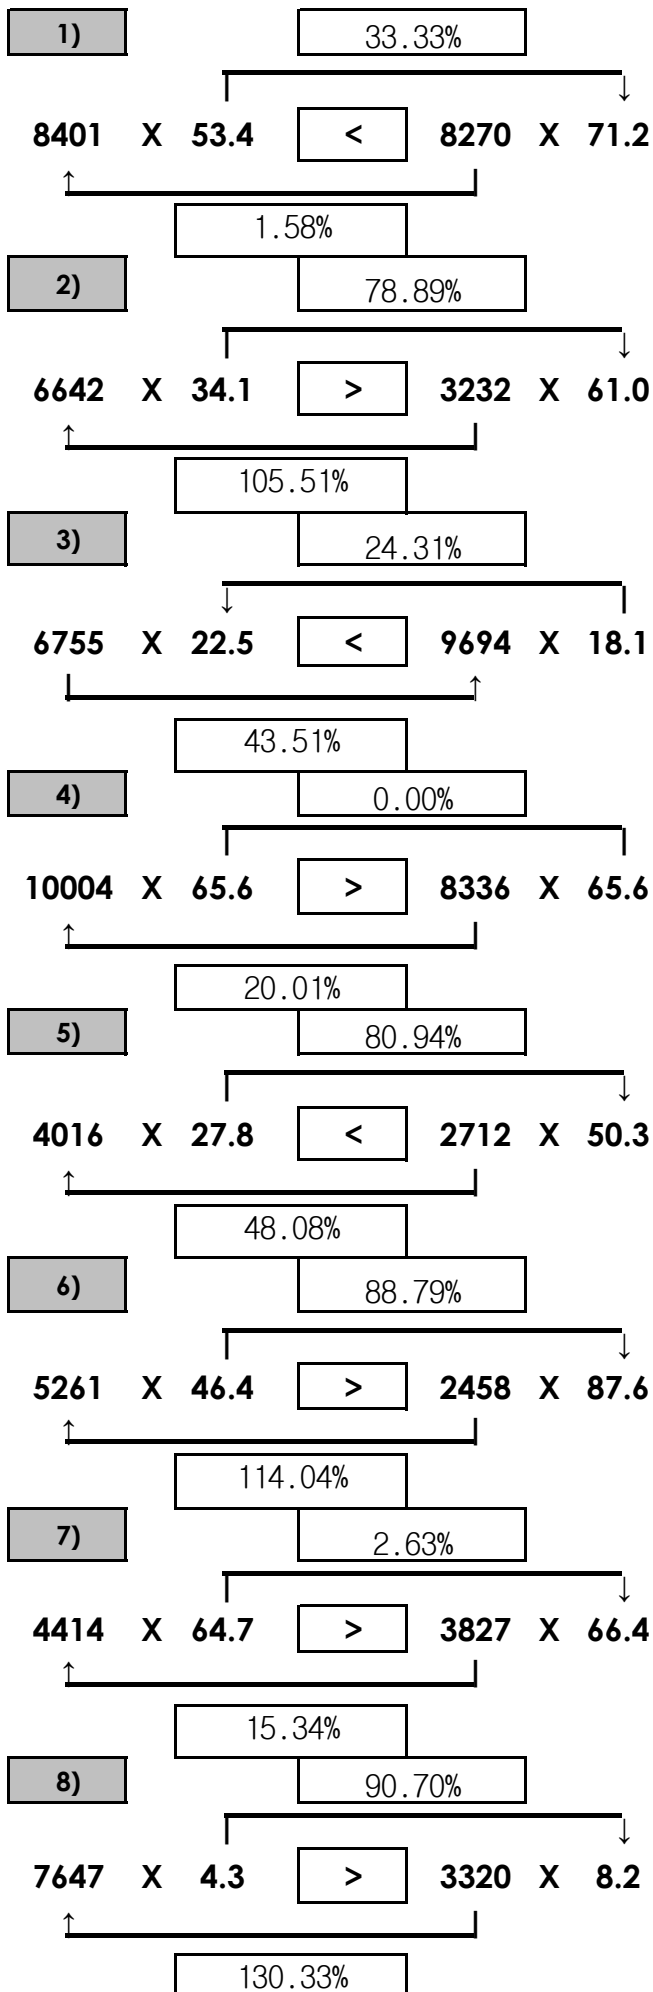 1) 33.33%
8401 X 53.4 < 8270 X 71.2
1.58%
2) 78.89%
6642 X 34.1 > 3232 X 61.0
105.51%
3) 24.31%
6755 X 22.5 < 9694 X 18.1
43.51%
4) 0.00%
10004 X 65.6 > 8336 X 65.6
20.01%
5) 80.94%
4016 X 27.8 < 2712 X 50.3
48.08%
6) 88.79%
5261 X 46.4 > 2458 X 87.6
114.04%
7) 2.63%
4414 X 64.7 > 3827 X 66.4
15.34%
8) 90.70%
7647 X 4.3 > 3320 X 8.2
130.33%